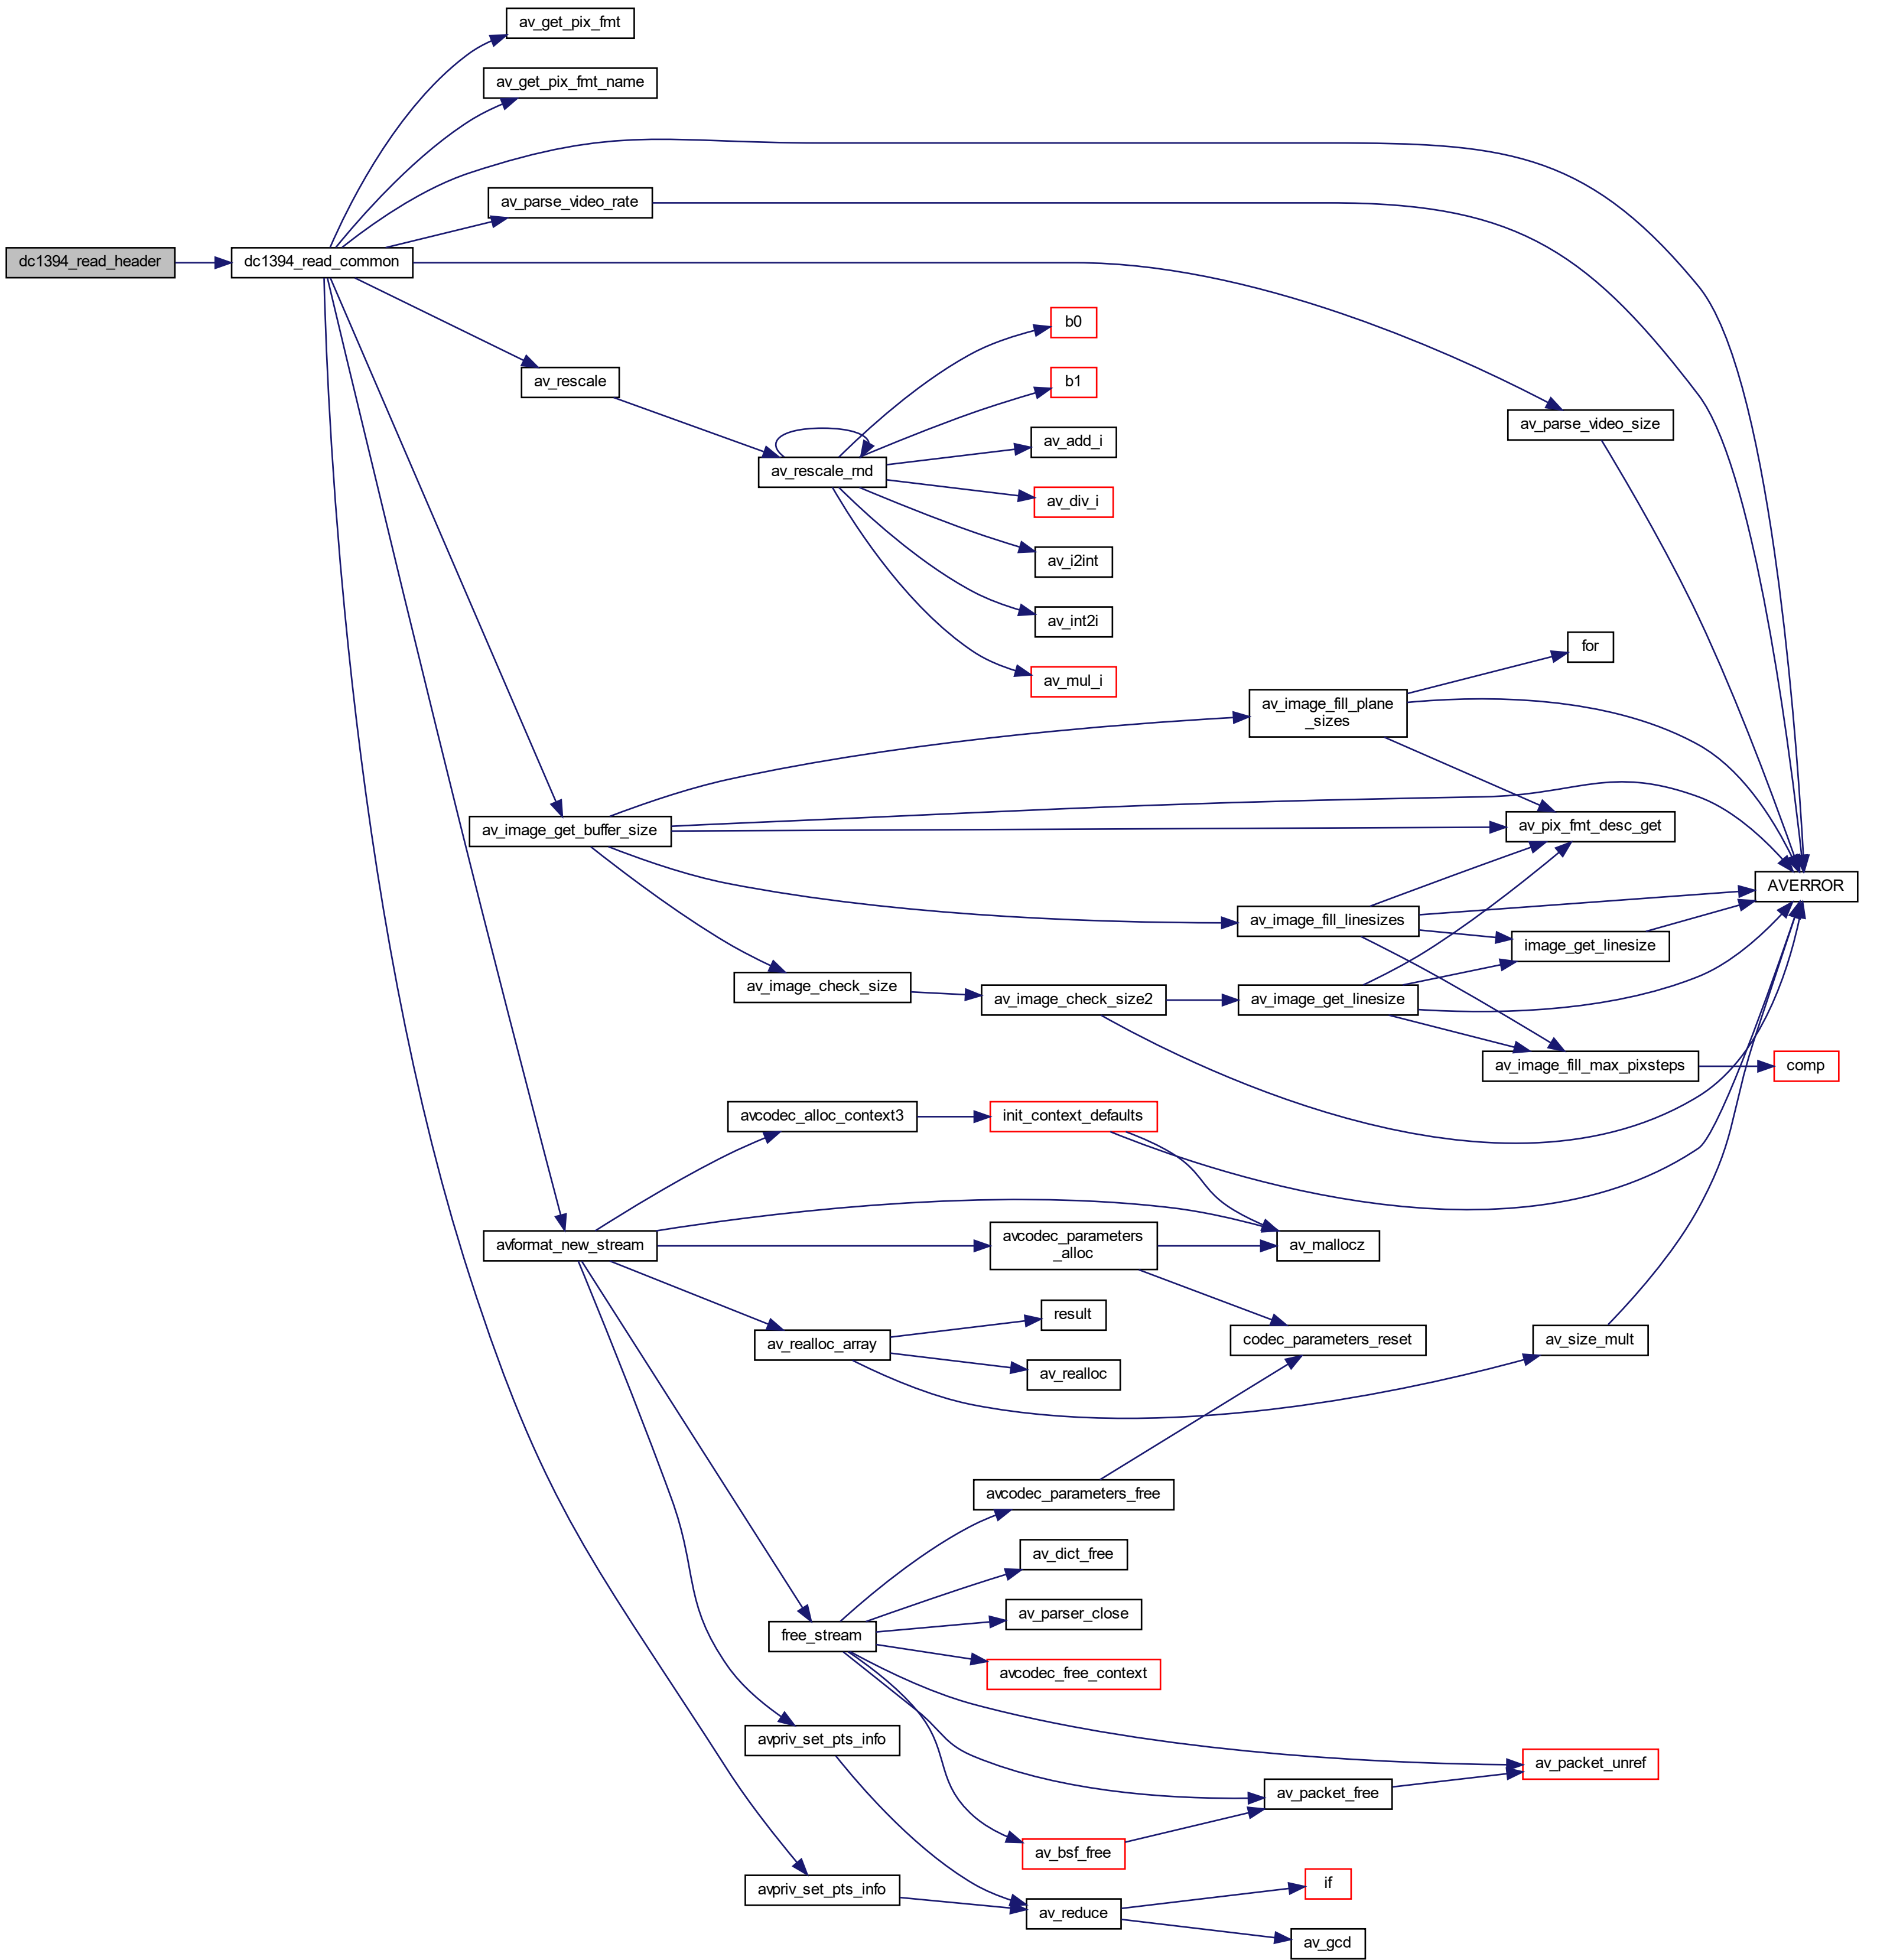 av_get_pix_fmt
av_get_pix_fmt_name
av_parse_video_rate
dc1394_read_header
dc1394_read_common
b0
b1
av_rescale
av_parse_video_size
av_add_i
av_rescale_rnd
av_div_i
av_i2int
av_int2i
for
av_mul_i
av_image_fill_plane
_sizes
av_image_get_buffer_size
av_pix_fmt_desc_get
AVERROR
av_image_fill_linesizes
image_get_linesize
av_image_check_size
av_image_check_size2
av_image_get_linesize
av_image_fill_max_pixsteps
comp
avcodec_alloc_context3
init_context_defaults
avformat_new_stream
avcodec_parameters
_alloc
av_mallocz
result
av_realloc_array
codec_parameters_reset
av_size_mult
av_realloc
avcodec_parameters_free
av_dict_free
av_parser_close
free_stream
avcodec_free_context
avpriv_set_pts_info
av_packet_unref
av_packet_free
av_bsf_free
avpriv_set_pts_info
if
av_reduce
av_gcd